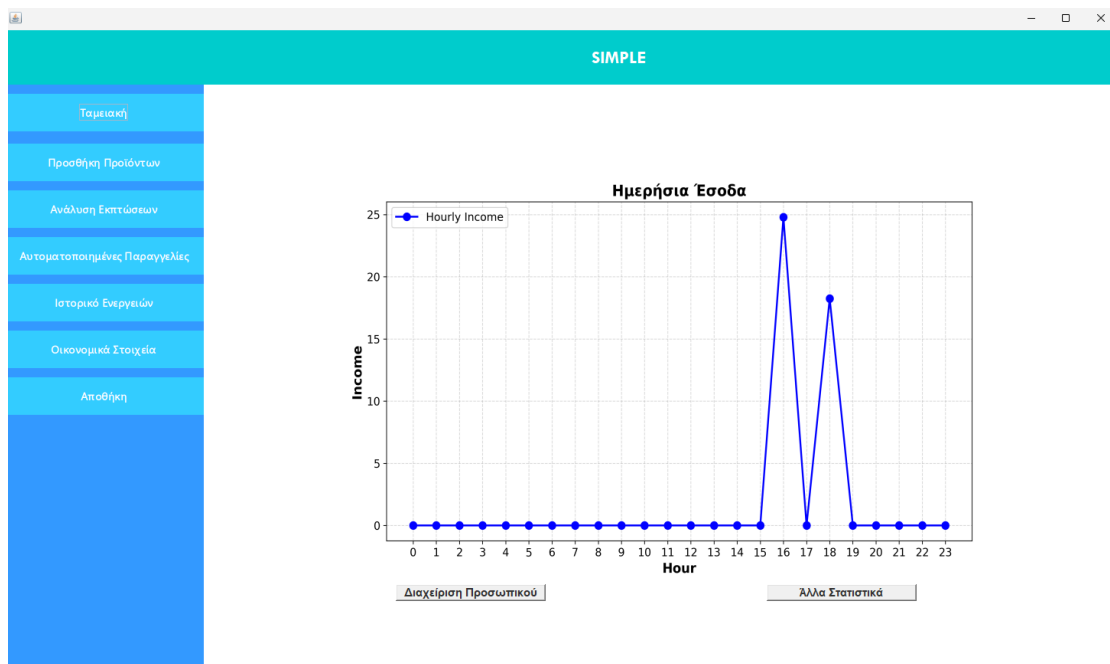 SIMPLE
Ταμειακή
Προσθήκη Προϊόντων
Ανάλυση Εκπτώσεων
Αυτοματοποιημένες Παραγγελίες
Ιστορικό Ενεργειών
Οικονομικά Στοιχεία
Αποθήκη
Ημερήσια Έσοδα
Hourly Income
25
20
15
10
5
0
Income
0 1 2 3 4 5 6 7 8 9 10 11 12 13 14 15 16 17 18 19 20 21 22 23
Hour
Διαχείριση Προσωπικού
Άλλα Στατιστικά